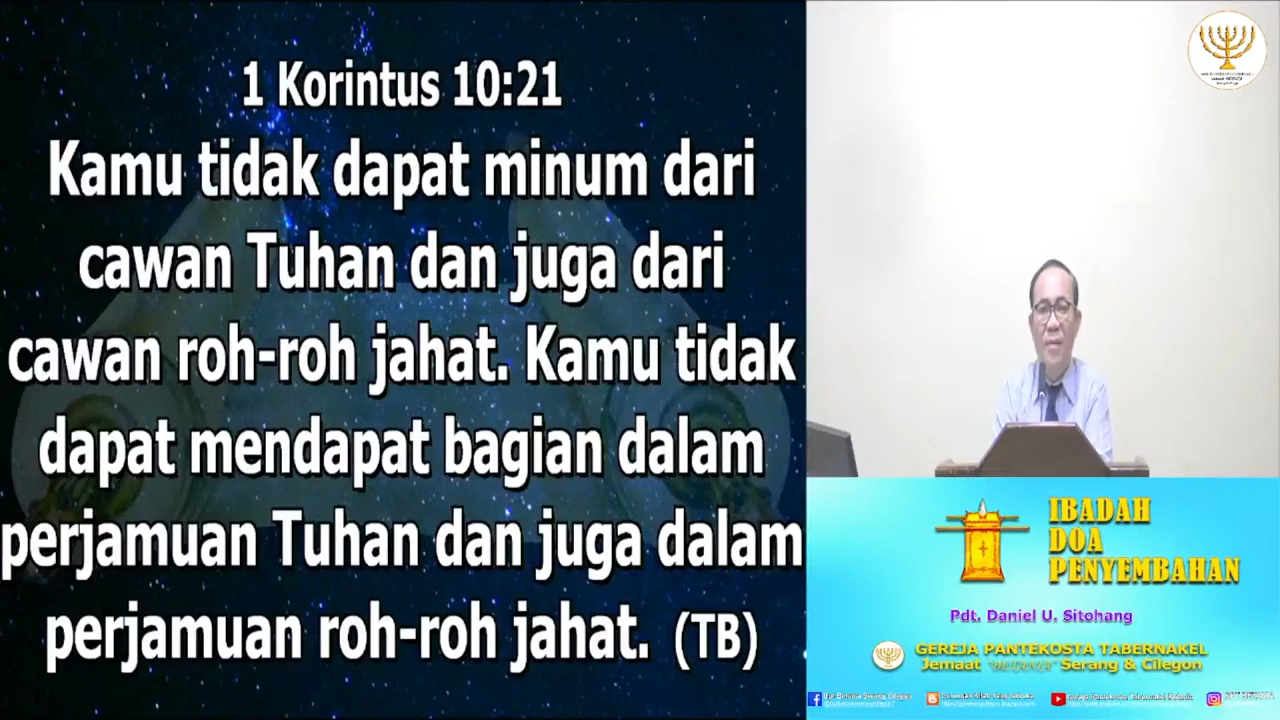 1 Korintus 10:21
Kamu tidak dapat minum dari
cawan Tuhan dan juga dari
cawan roh-roh jahat. Kamu tidak
dapat mendapat bagian dalam
perjamuan Tuhan dan juga dalam
perjamuan roh-roh jahat. (TB)
IBADAH
DOA
PENYEMBAHAN
Pdt. Daniel U. Sitohang
GEREJA PANTEKOSTA TABERNAKEL
Jemaat "BETANIA" Serang & Cilegon